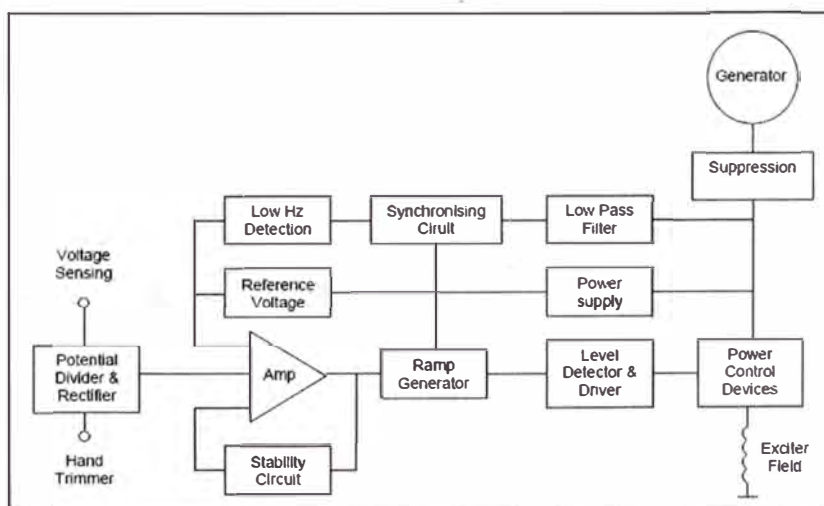 Generator
Suppression
Low Hz
Detection
Synchronising
Ciruit
Low Pass
Filter
Voltage
Sensing
Reference
Voltage
Power
supply
Potential
Divider &
Rectifier
Amp
Ramp
Generator
Level
Detector &
Driver
Power
Control
Devices
Hand
Trimmer
Stability
Circuit
Exciter
Field